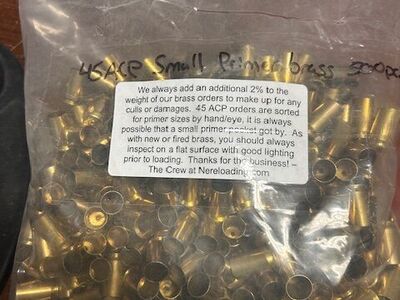 45 ACP Small Primer brass 500pc
We always add an additional 2% to the
weight of our brass orders to make up for any
culls or damages. 45 ACP orders are sorted
for primer sizes by hand/eye, it is always
possible that a small primer pocket got by. As
with new or fired brass, you should always
inspect on a flat surface with good lighting
prior to loading. Thanks for the business! –
The Crew at Nereloading.com